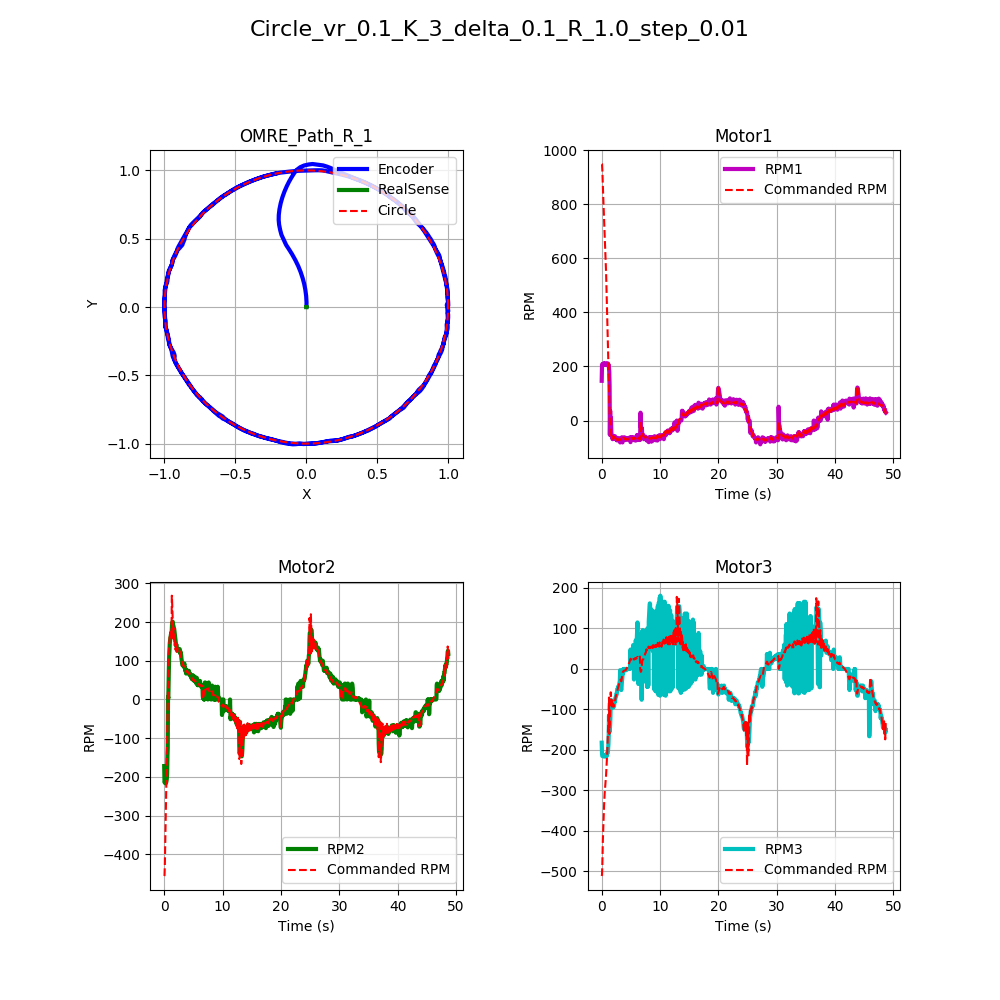 Circle_vr_0.1_K_3_delta_0.1_R_1.0_step_0.01
OMRE_Path_R_1
Encoder
RealSense
Circle
1.0
0.5
0.0
−0.5
−1.0
Y
−1.0 −0.5 0.0 0.5 1.0
X
Motor1
RPM1
Commanded RPM
1000
800
600
400
200
0
RPM
0 10 20 30 40 50
Time (s)
Motor2
300
200
100
0
−100
−200
−300
−400
RPM
RPM2
Commanded RPM
0 10 20 30 40 50
Time (s)
Motor3
200
100
0
−100
−200
−300
−400
−500
RPM
RPM3
Commanded RPM
0 10 20 30 40 50
Time (s)